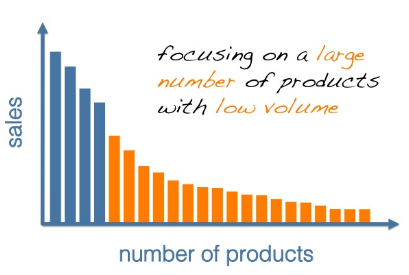 focusing on a large
number of products
with low volume
sales
number of products